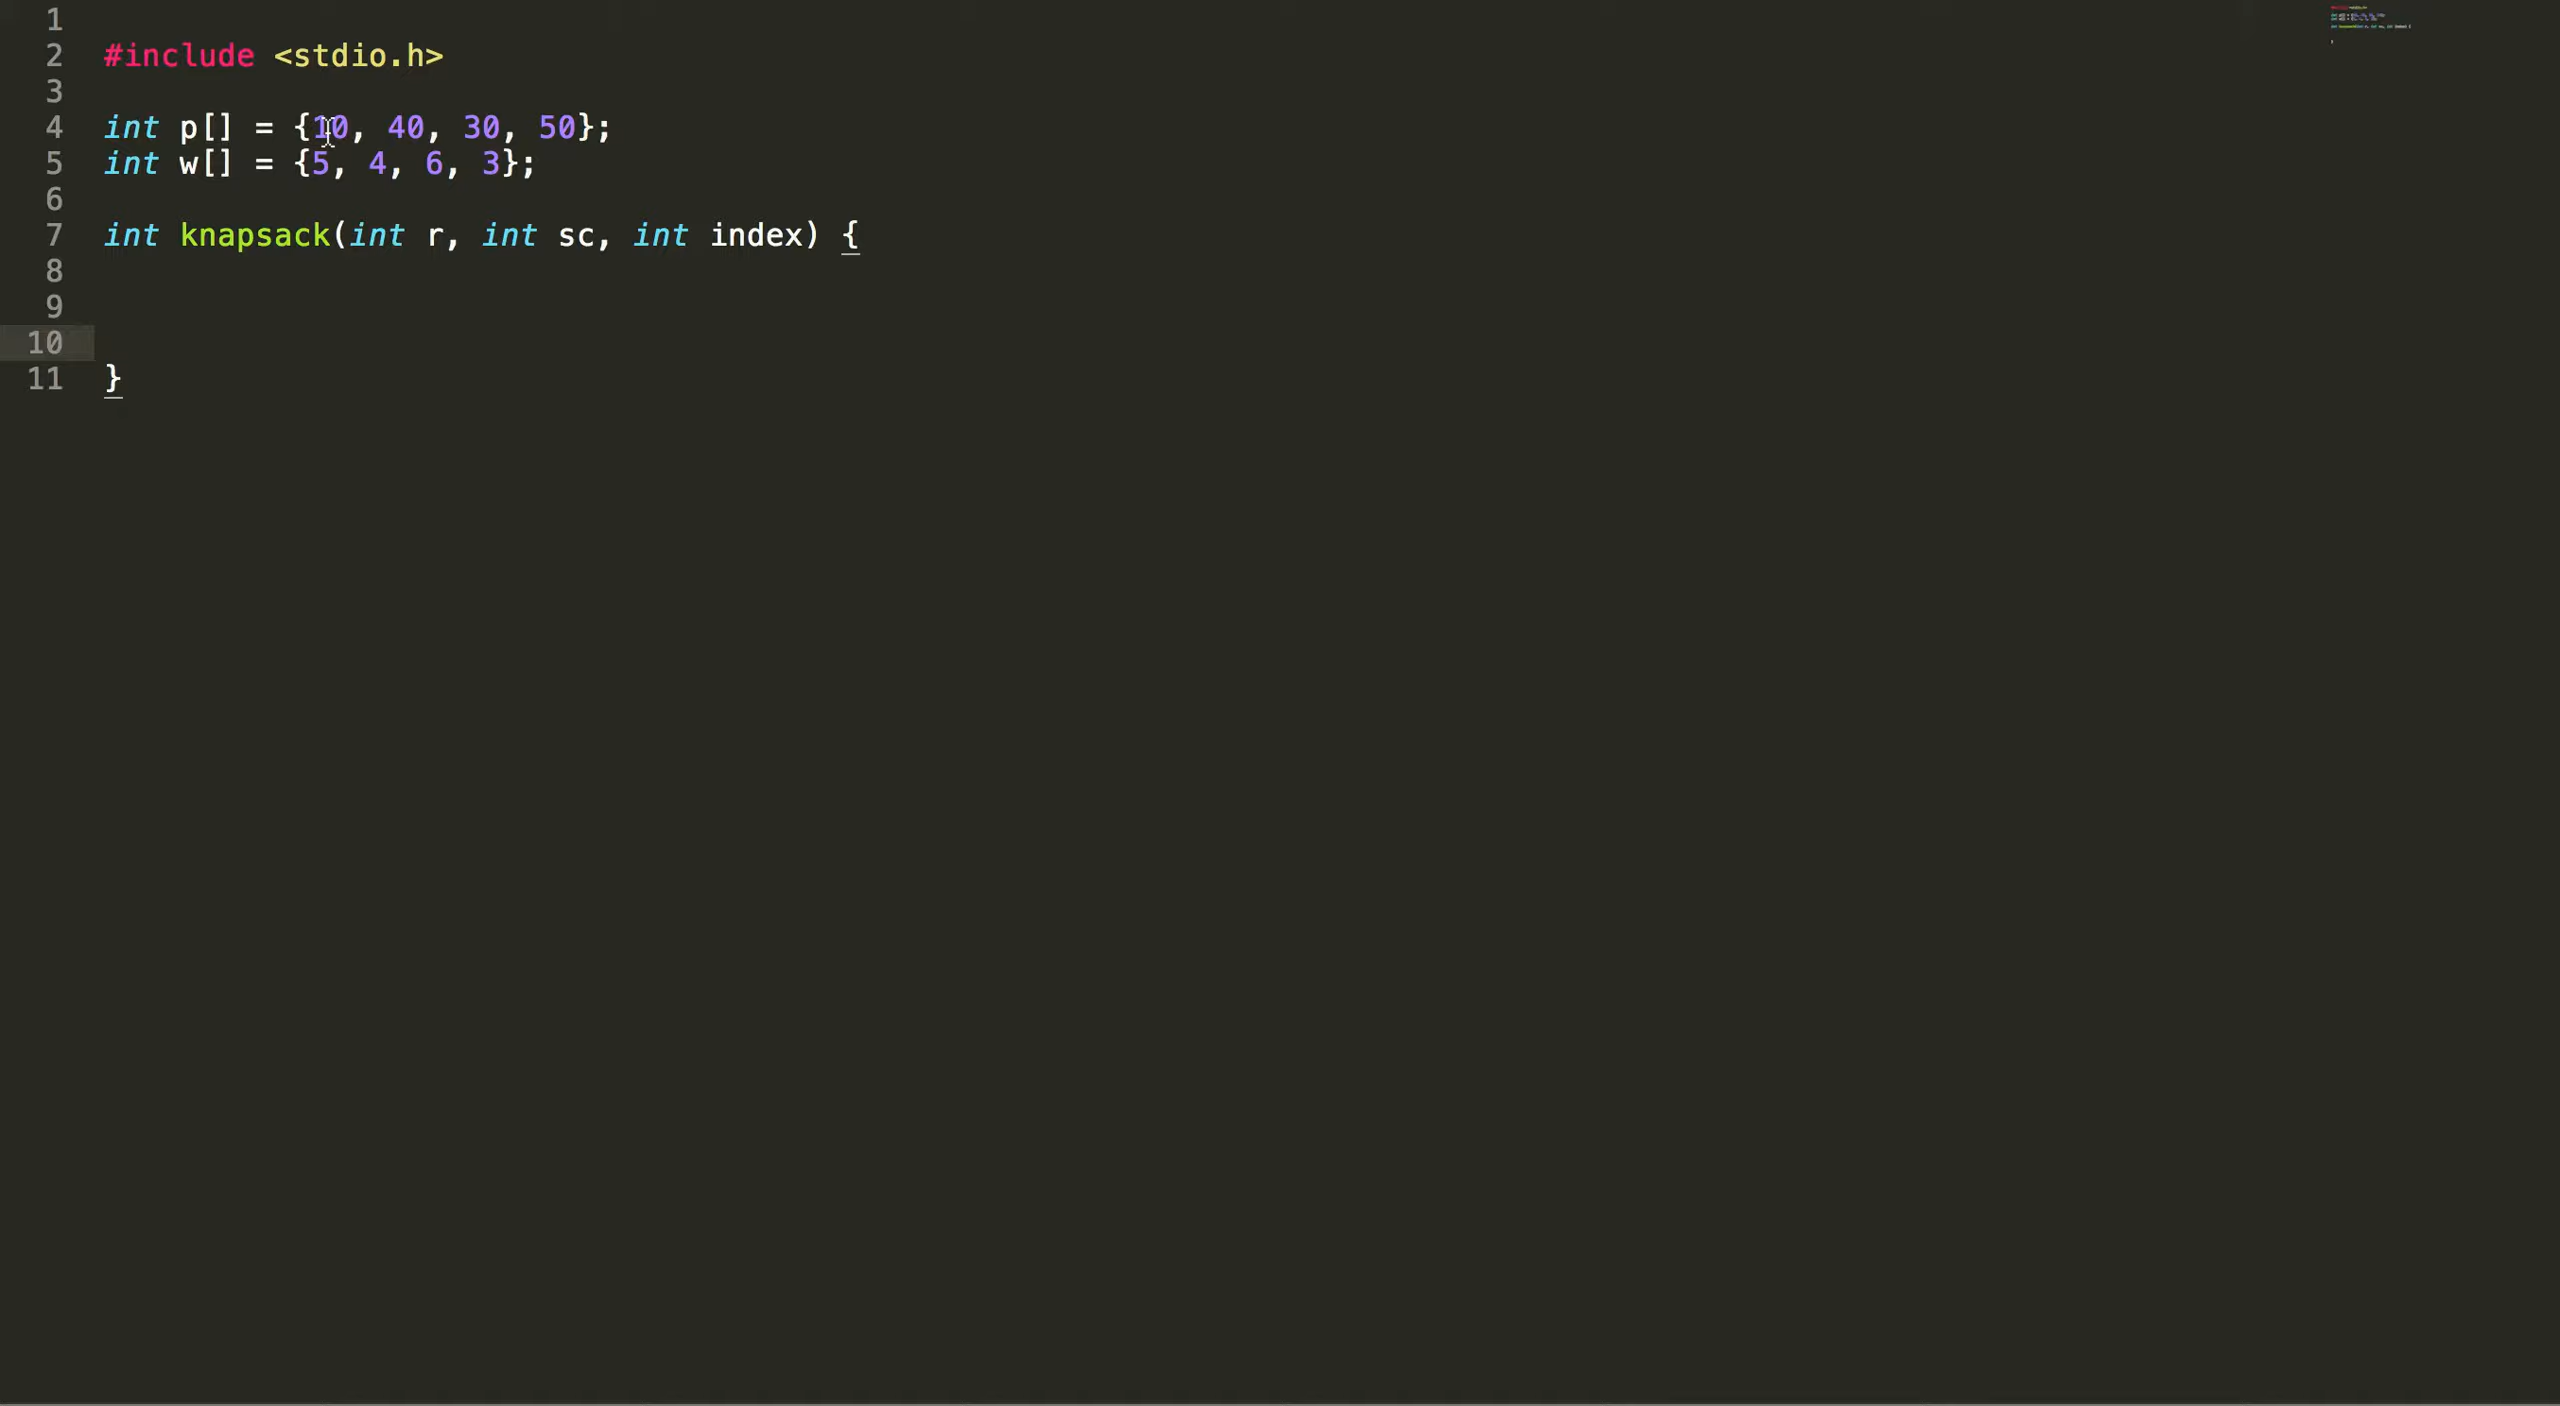 1
2 #include <stdio.h>
3
4 int p[] = {10, 40, 30, 50};
5 int w[] = {5, 4, 6, 3};
6
7 int knapsack(int r, int sc, int index) {
8
9
10
11 }